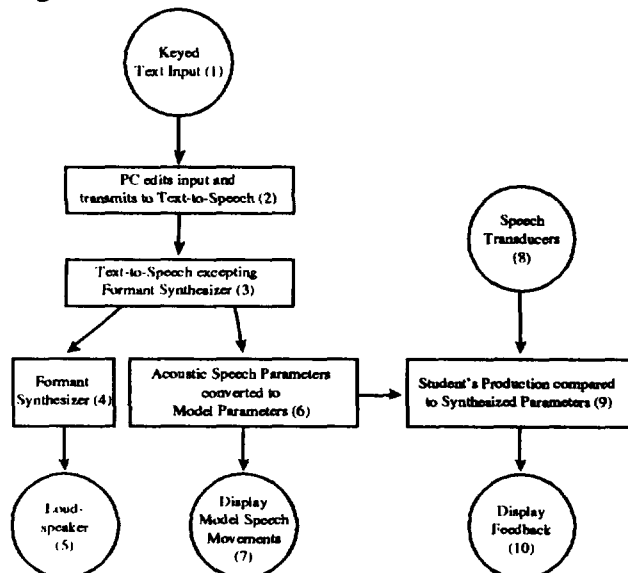 Keyed
Text Input (1)
PC edits input and
transmits to Text-to-Speech (2)
Speech
Transducers
(8)
Text-to-Speech excepting
Formant Synthesizer (3)
Formant
Synthesizer (4)
Acoustic Speech Parameters
converted to
Model Parameters (6)
Student's Production compared
to Synthesized Parameters (9)
Loud-
speaker
(5)
Display
Model Speech
Movements
(7)
Display
Feedback
(10)